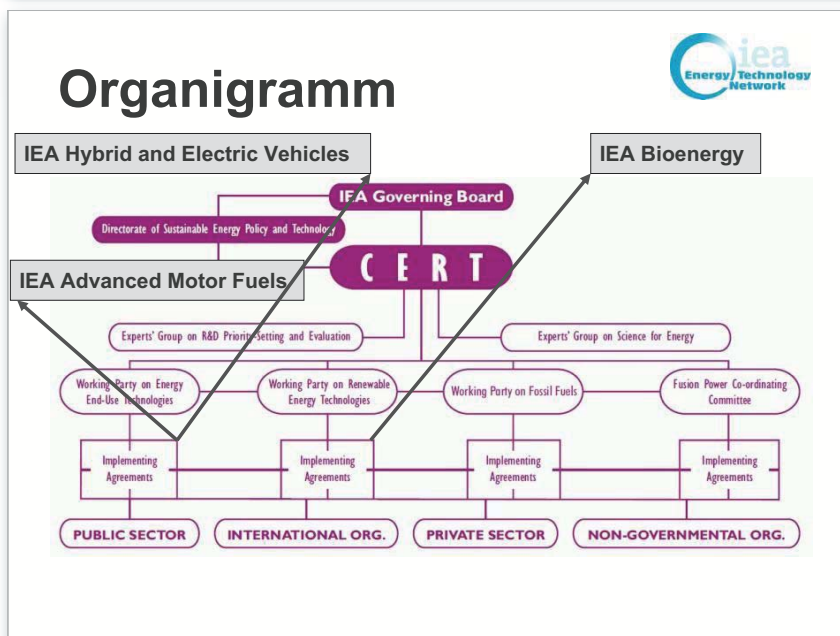 Organigramm
iea
Energy Technology
Network
IEA Hybrid and Electric Vehicles
IEA Bioenergy
IEA Governing Board
Directorate of Sustainable Energy Policy and Technology
C E R T
IEA Advanced Motor Fuels
Experts' Group on R&D Priority-Setting and Evaluation
Experts' Group on Science for Energy
Working Party on Energy
End-Use Technologies
Working Party on Renewable
Energy Technologies
Working Party on Fossil Fuels
Fusion Power Co-ordinating
Committee
Implementing
Agreements
Implementing
Agreements
Implementing
Agreements
Implementing
Agreements
PUBLIC SECTOR
INTERNATIONAL ORG.
PRIVATE SECTOR
NON-GOVERNMENTAL ORG.